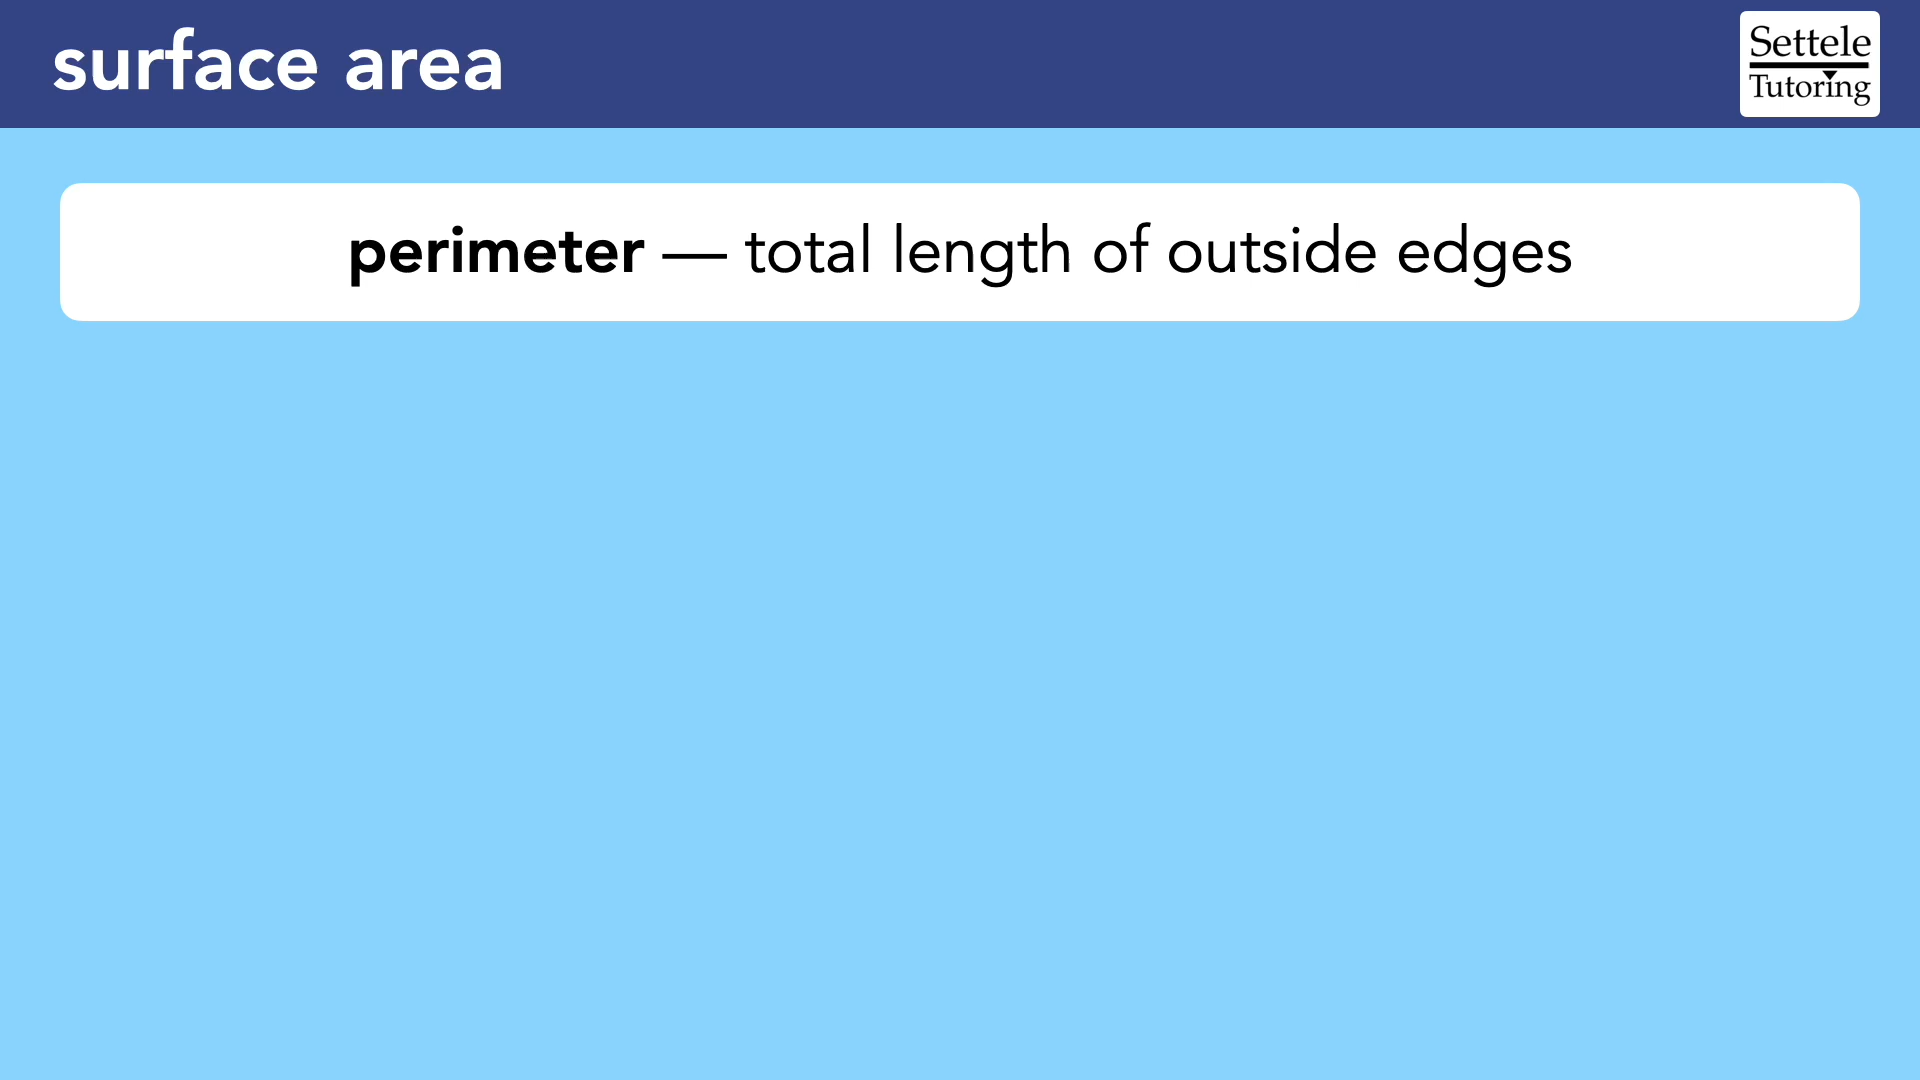 surface area
Settele
Tutoring
perimeter — total length of outside edges